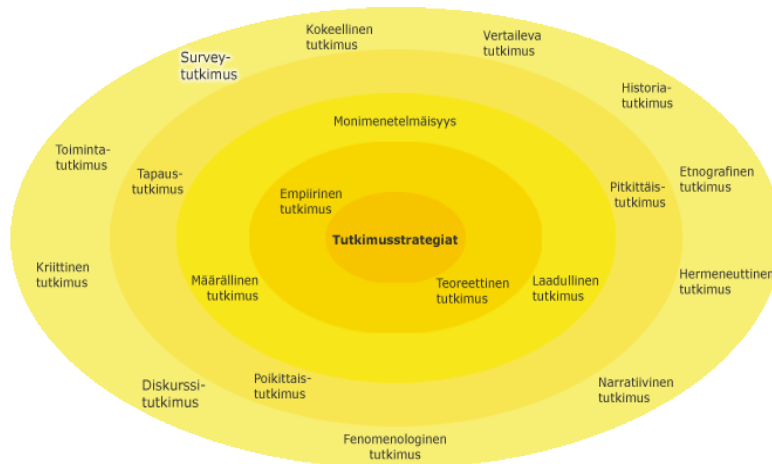 Kokeellinen
tutkimus
Vertaileva
tutkimus
Survey-
tutkimus
Historia-
tutkimus
Monimenetelmäisyys
Toiminta-
tutkimus
Tapaus-
tutkimus
Empiirinen
tutkimus
Pitkittäis-
tutkimus
Etnografinen
tutkimus
Tutkimusstrategiat
Kriittinen
tutkimus
Määrällinen
tutkimus
Teoreettinen
tutkimus
Laadullinen
tutkimus
Hermeneuttinen
tutkimus
Diskurssi-
tutkimus
Poikittais-
tutkimus
Narratiivinen
tutkimus
Fenomenologinen
tutkimus